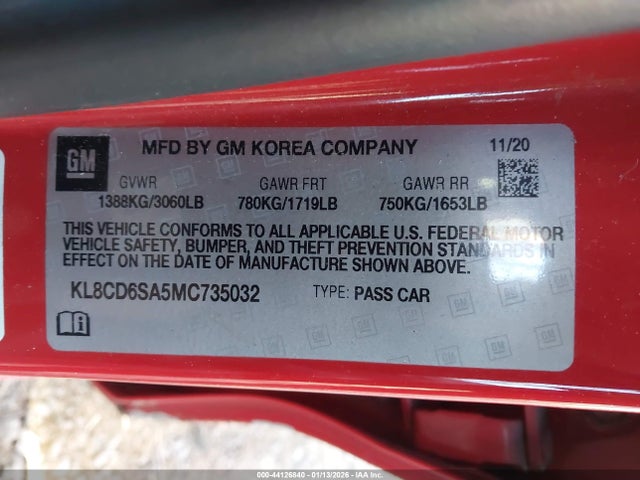 GM
MFD BY GM KOREA COMPANY 11/20
GVWR GAWR FRT GAWR RR
1388KG/3060LB 780KG/1719LB 750KG/1653LB
THIS VEHICLE CONFORMS TO ALL APPLICABLE U.S. FEDERAL MOTOR
VEHICLE SAFETY, BUMPER, AND THEFT PREVENTION STANDARDS IN
EFFECT ON THE DATE OF MANUFACTURE SHOWN ABOVE.
KL8CD6SA5MC735032 TYPE: PASS CAR
000-44126840 | 01/13/2026 | IAA Inc.